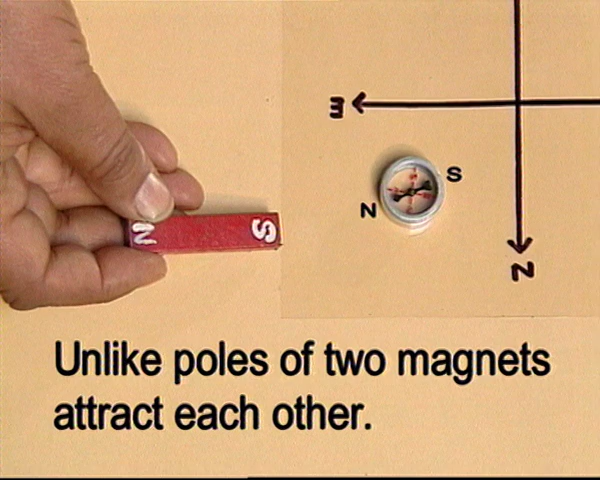 E
S
N
N
S
N
Unlike poles of two magnets
attract each other.